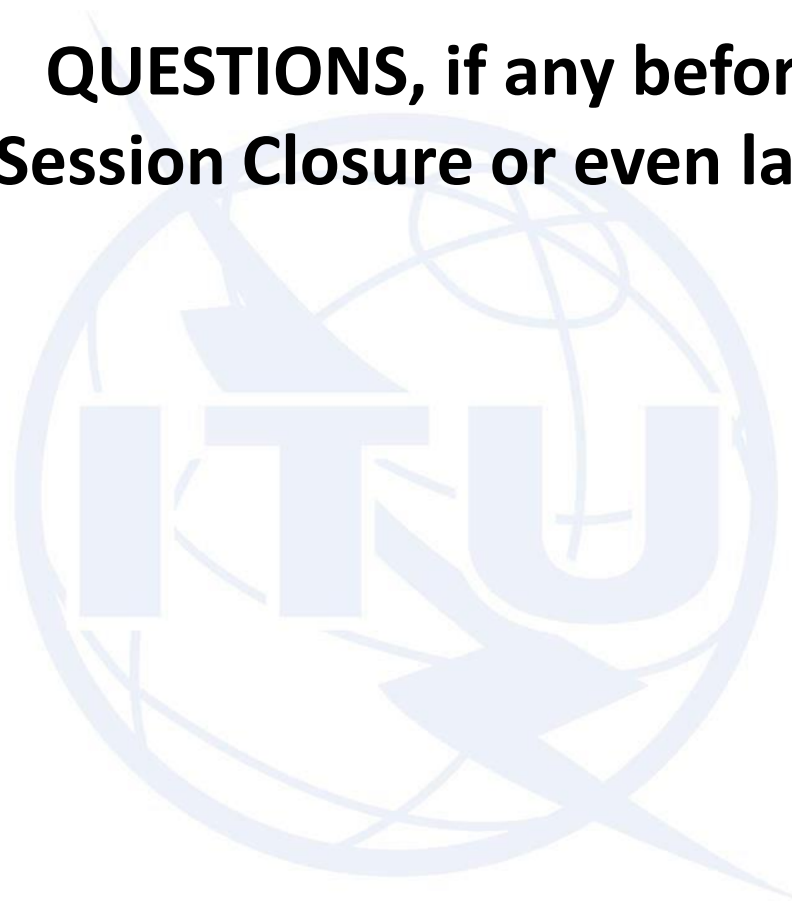 QUESTIONS, if any befor
Session Closure or even la
ITU